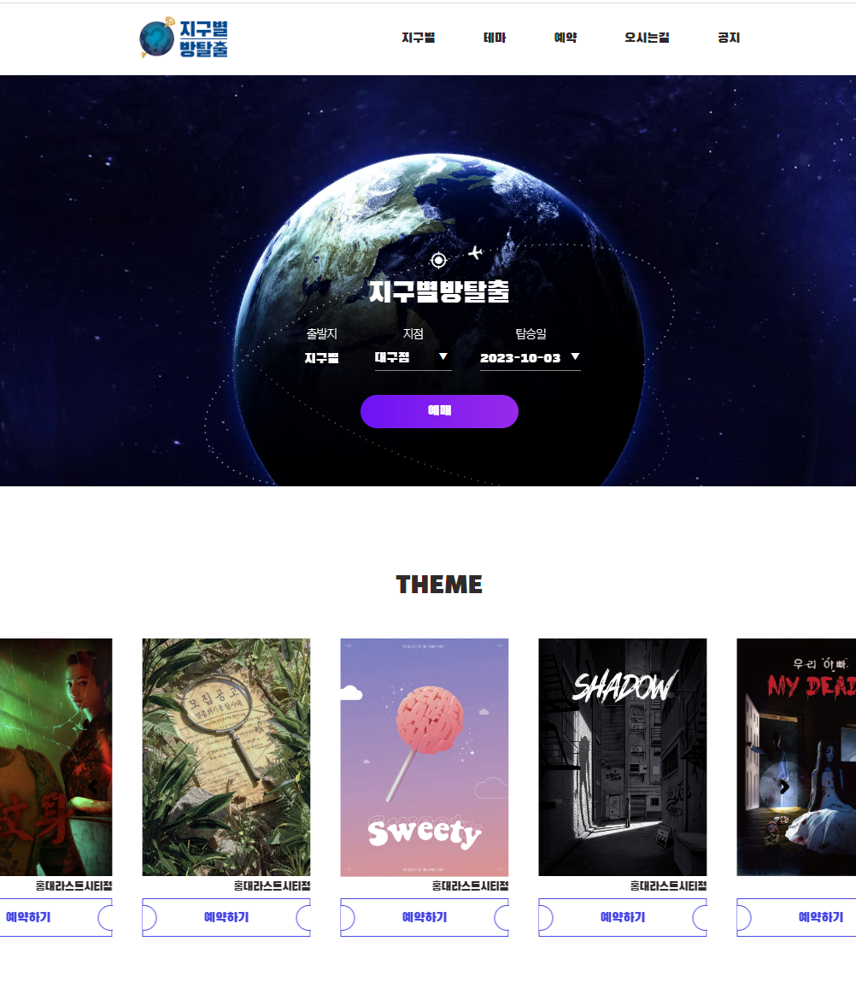 지구별
방탈출
지구별 테마 예약 오시는길 공지
지구별방탈출
출발지 지점 탑승일
지구별 대구점 2023-10-03
예매
THEME
文身
모집공고
Sweety
SHADOW
우리 아빠
MY DEAD
홍대라스트시티점 홍대라스트시티점 홍대라스트시티점
홍대라스트시티점
예약하기 예약하기 예약하기 예약하기 예약하기